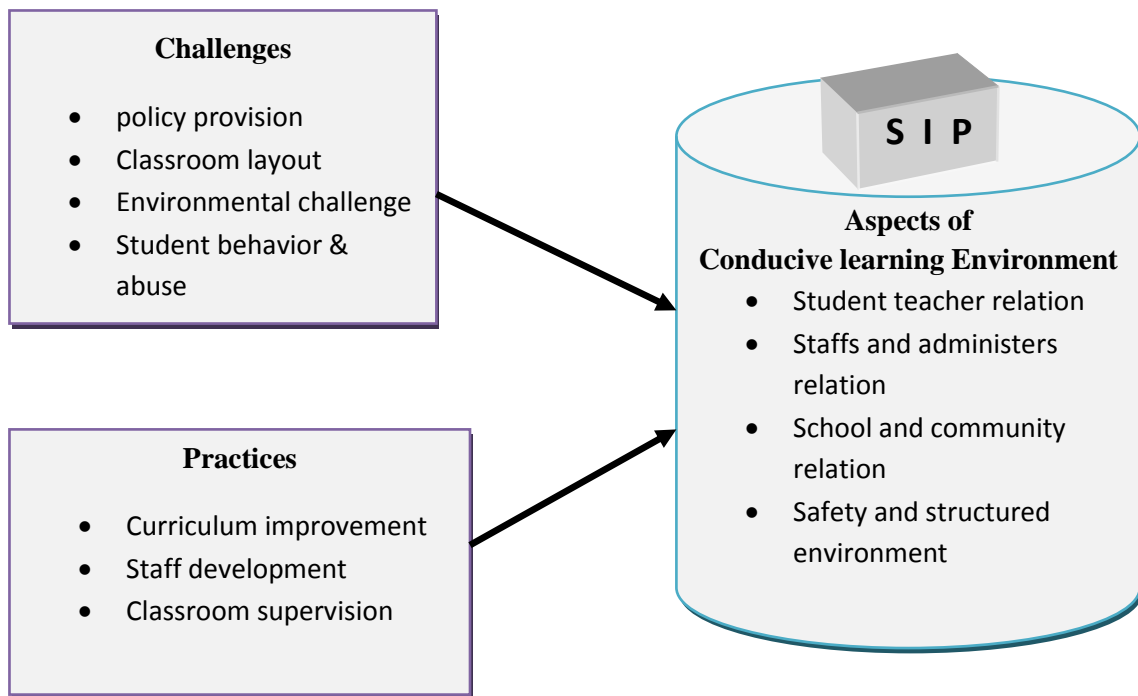 Challenges
• policy provision
• Classroom layout
• Environmental challenge
• Student behavior &
abuse
Practices
• Curriculum improvement
• Staff development
• Classroom supervision
S I P
Aspects of
Conducive learning Environment
• Student teacher relation
• Staffs and administers
relation
• School and community
relation
• Safety and structured
environment